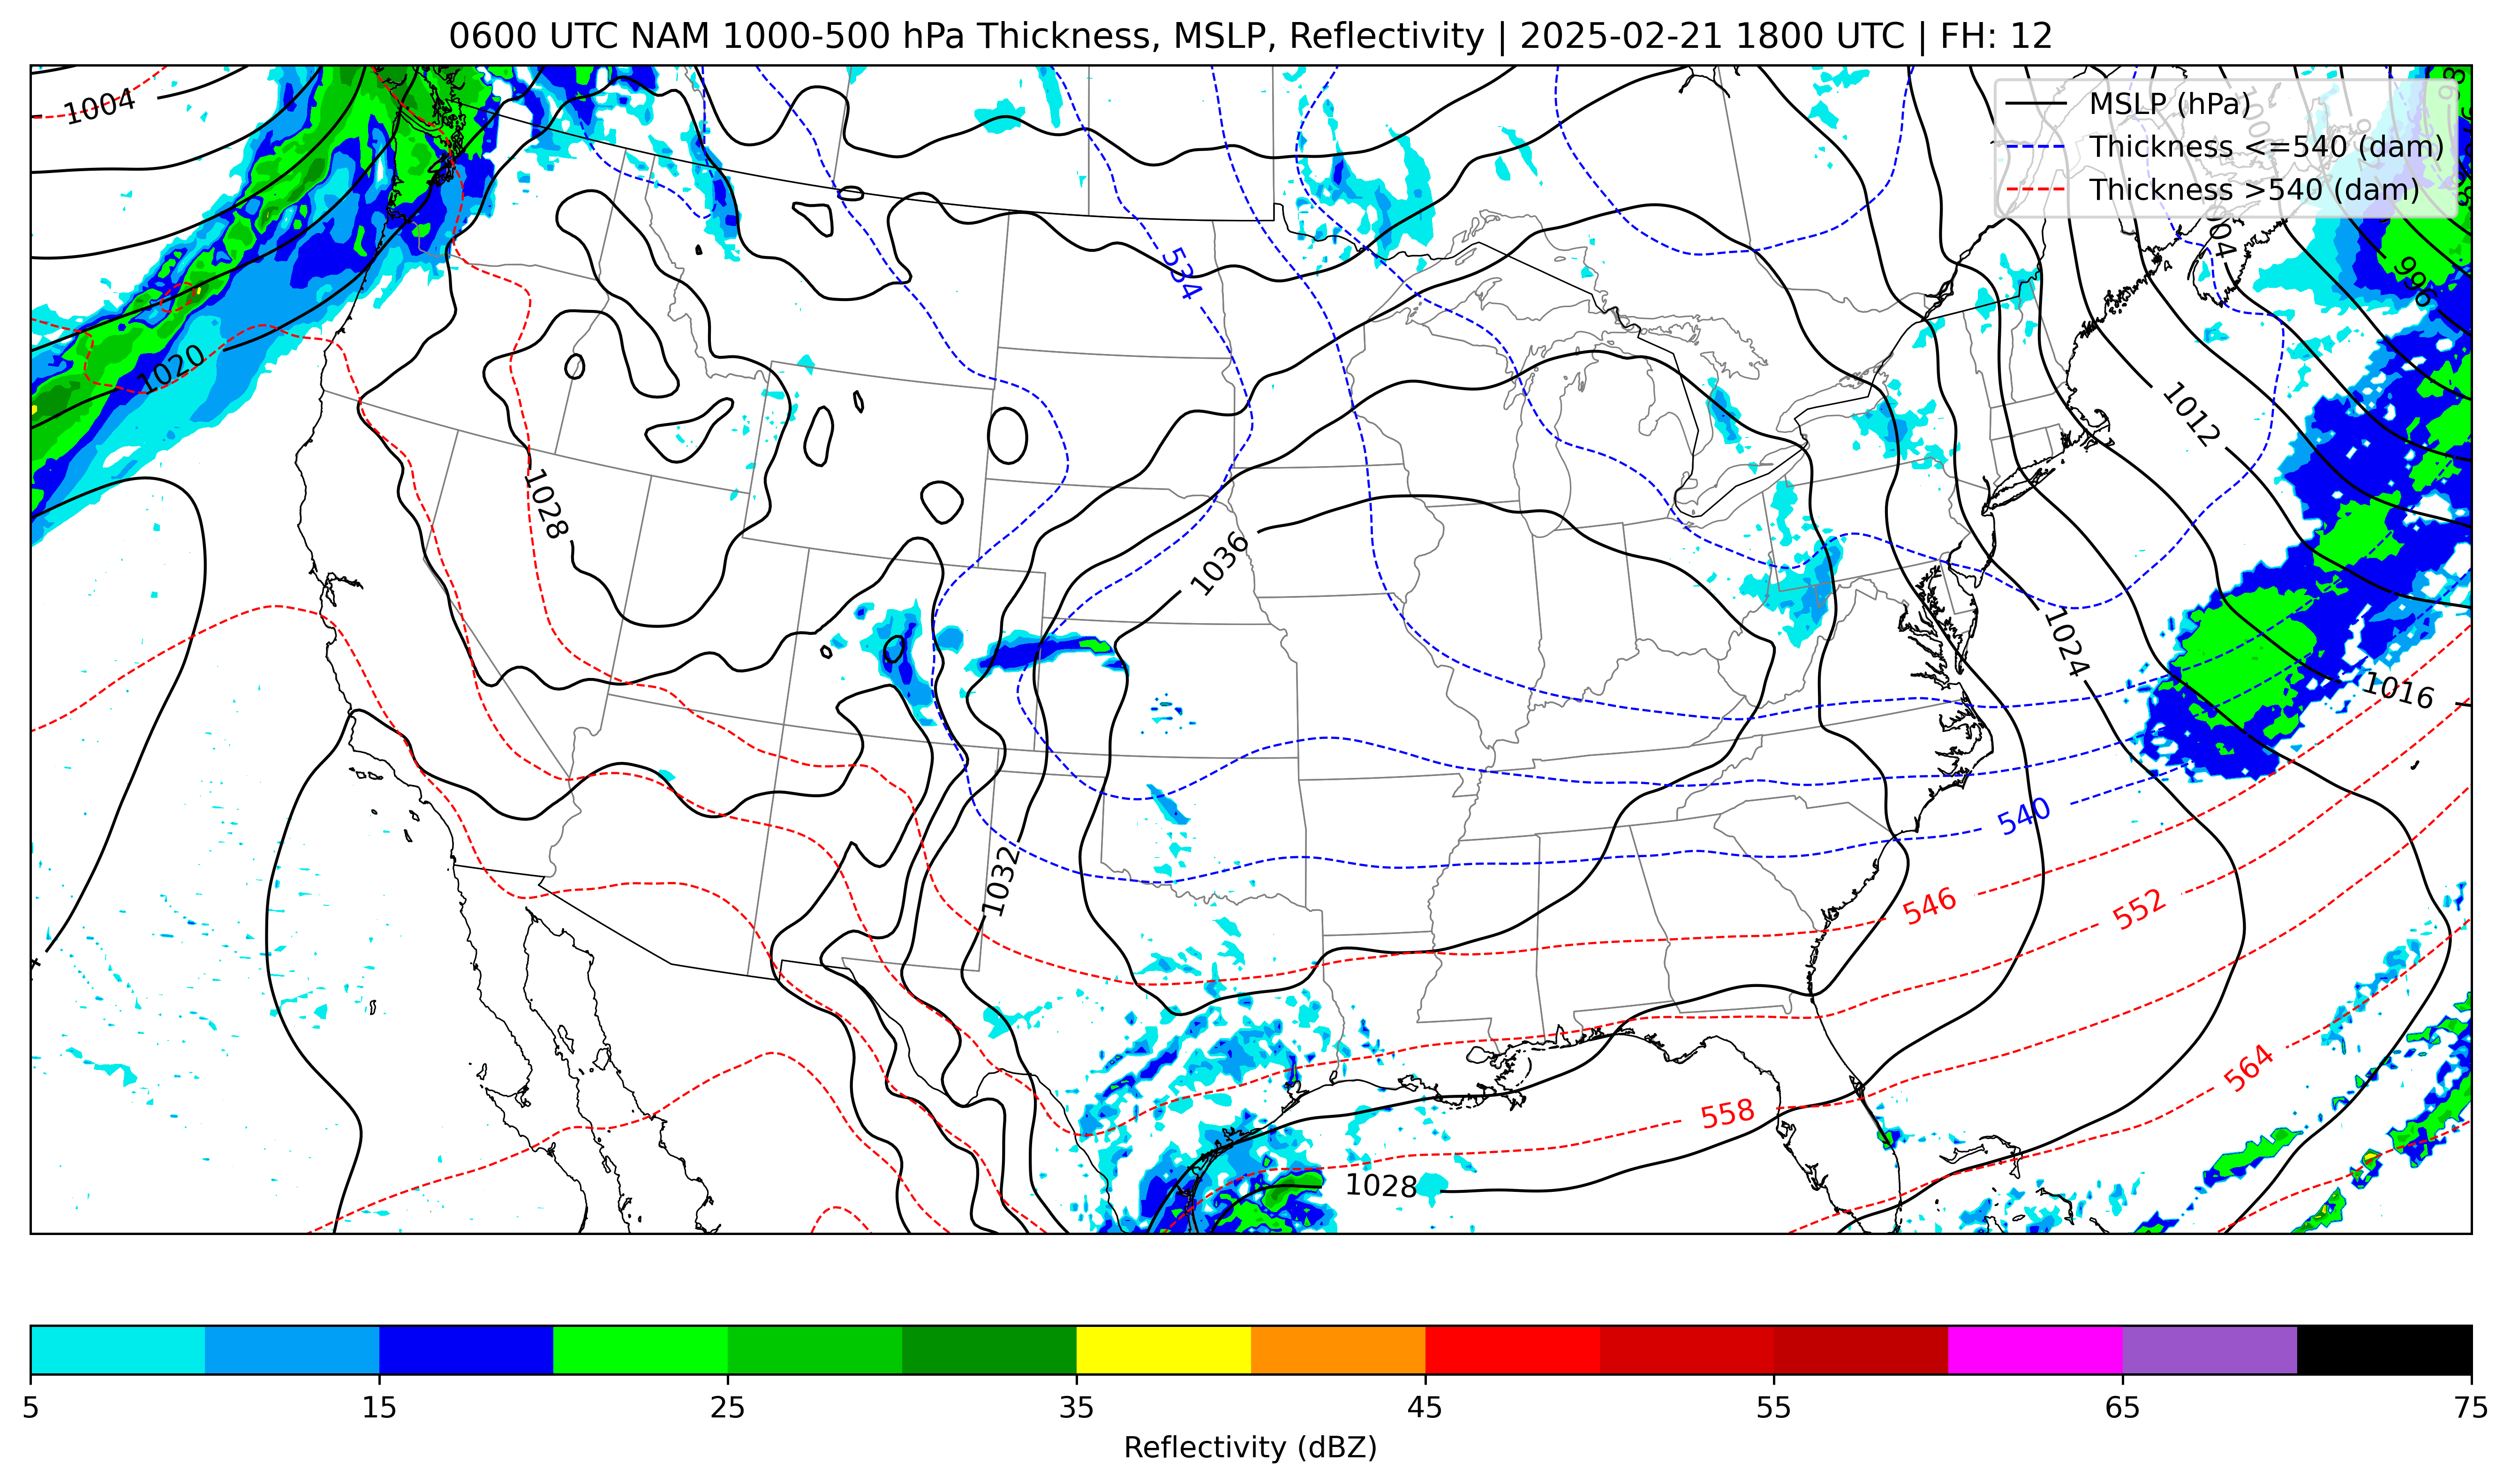 0600 UTC NAM 1000-500 hPa Thickness, MSLP, Reflectivity | 2025-02-21 1800 UTC | FH: 12
MSLP (hPa)
Thickness <=540 (dam)
Thickness >540 (dam)
1004
1004
534
996
1020
1012
1028
1036
1024
1016
540
1032
546
552
564
558
1028
5 15 25 35 45 55 65 75
Reflectivity (dBZ)